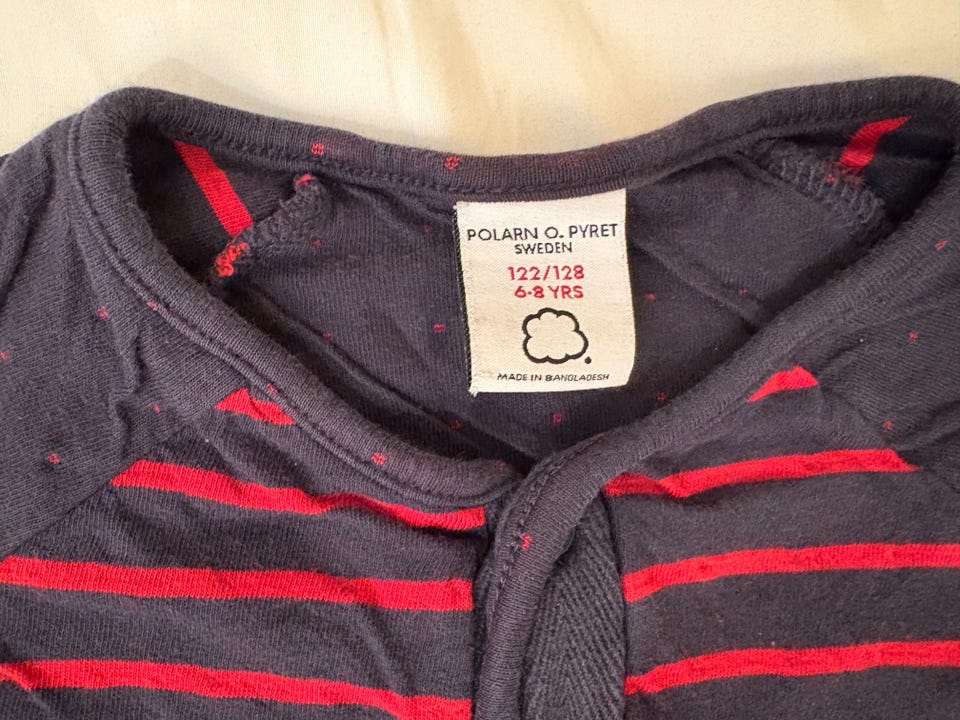 POLARN O. PYRET
SWEDEN
122/128
6-8 YRS
MADE IN BANGLADESH